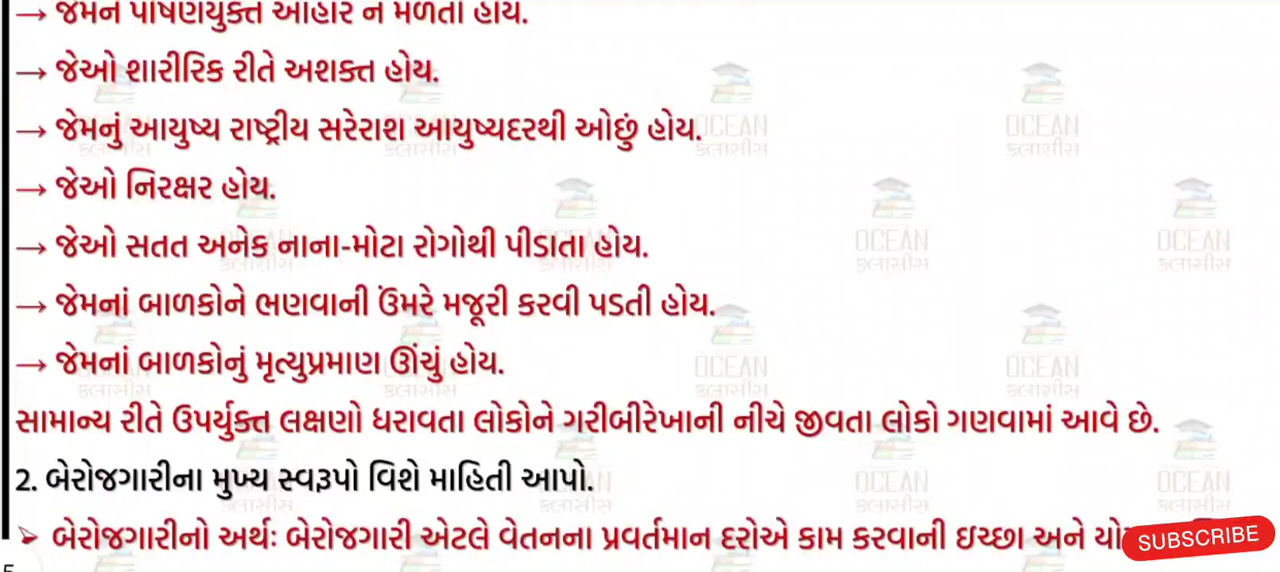 → જેમને પોષણયુક્ત આહાર ન મળતો હોય.
→ જેઓ શારીરિક રીતે અશક્ત હોય.
→ જેમનું આયુષ્ય રાષ્ટ્રીય સરેરાશ આયુષ્યદરથી ઓછું હોય.
→ જેઓ નિરક્ષર હોય.
→ જેઓ સતત અનેક નાના-મોટા રોગોથી પીડાતા હોય.
→ જેમનાં બાળકોને ભણવાની ઉંમરે મજૂરી કરવી પડતી હોય.
→ જેમનાં બાળકોનું મૃત્યુપ્રમાણ ઊંચું હોય.
સામાન્ય રીતે ઉપર્યુક્ત લક્ષણો ધરાવતા લોકોને ગરીબીરેખાની નીચે જીવતા લોકો ગણવામાં આવે છે.
2. બેરોજગારીના મુખ્ય સ્વરૂપો વિશે માહિતી આપો.
➢ બેરોજગારીનો અર્થ: બેરોજગારી એટલે વેતનના પ્રવર્તમાન દરોએ કામ કરવાની ઇચ્છા અને
SUBSCRIBE
OCEAN
કલાસીસ